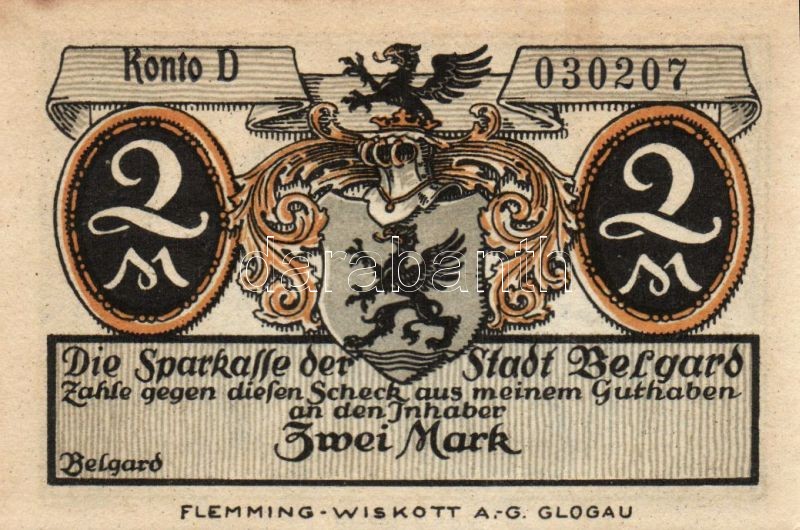 Konto D
030207
2
M
2
M
darabanth
Die Sparkaſſe der Stadt Belgard
Zahle gegen dieſen Scheck aus meinem Guthaben
an den Inhaber
Zwei Mark
Belgard
FLEMMING-WISKOTT A.-G. GLOGAU